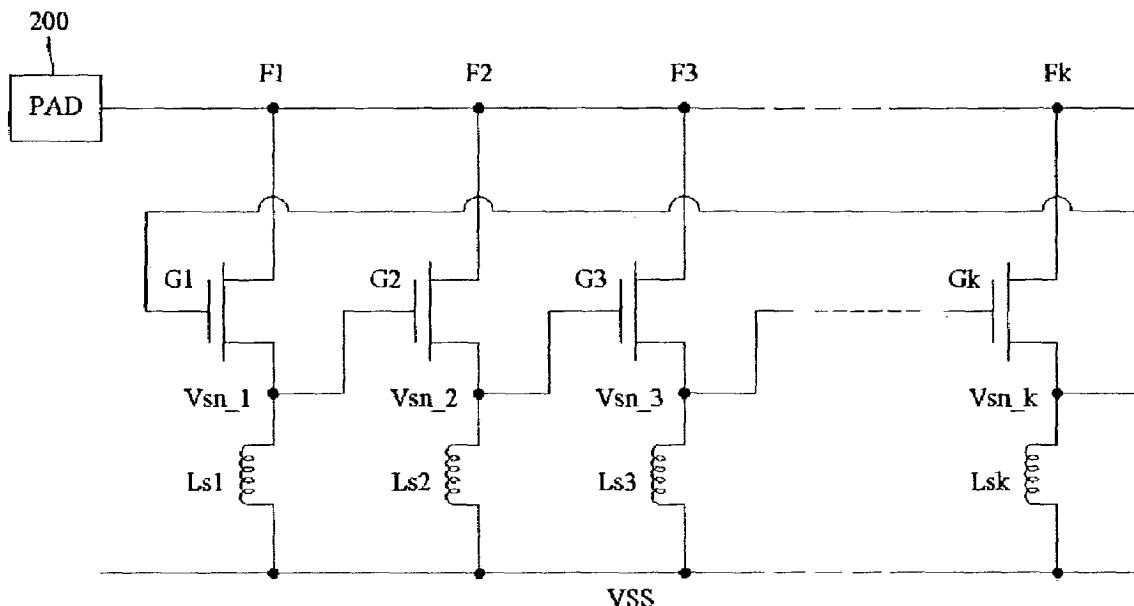 200
PAD
F1 F2 F3 Fk
G1 G2 G3 Gk
Vsn_1 Vsn_2 Vsn_3 Vsn_k
Ls1 Ls2 Ls3 Lsk
VSS